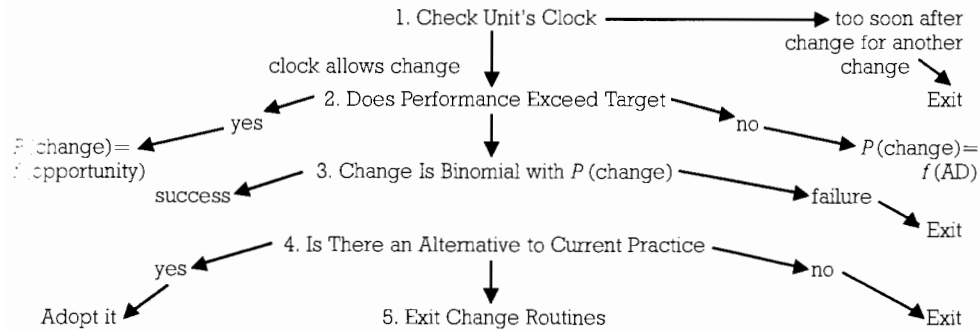 1. Check Unit's Clock
too soon after
change for another
change
clock allows change
Exit
2. Does Performance Exceed Target
yes
no
(change)=
(opportunity)
P (change)=
f (AD)
3. Change Is Binomial with P (change)
success
failure
Exit
4. Is There an Alternative to Current Practice
yes
no
Adopt it
5. Exit Change Routines
Exit